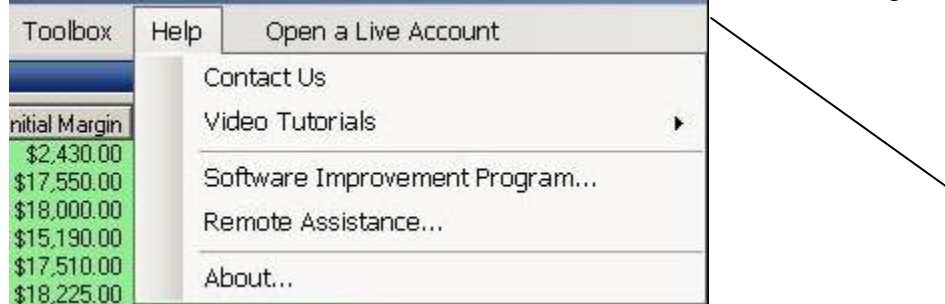 Toolbox Help Open a Live Account
Contact Us
nitial Margin Video Tutorials
$2,430.00
$17,550.00 Software Improvement Program...
$18,000.00 Remote Assistance...
$15,190.00
$17,510.00 About...
$18,225.00